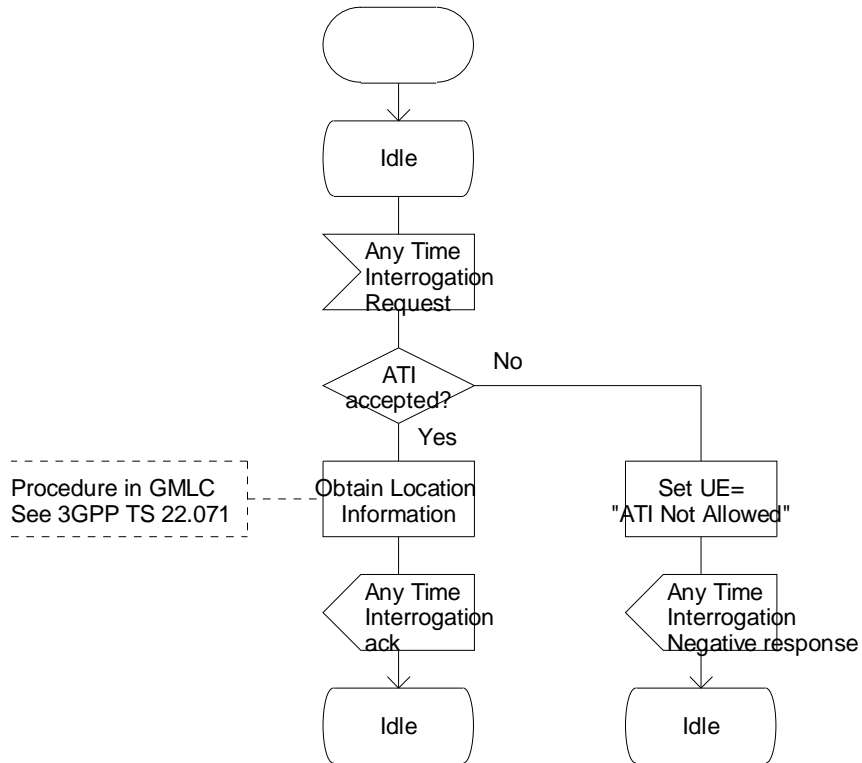 Idle
Any Time
Interrogation
Request
ATI
accepted?
No
Yes
Procedure in GMLC
See 3GPP TS 22.071
Obtain Location
Information
Set UE=
"ATI Not Allowed"
Any Time
Interrogation
ack
Any Time
Interrogation
Negative response
Idle
Idle